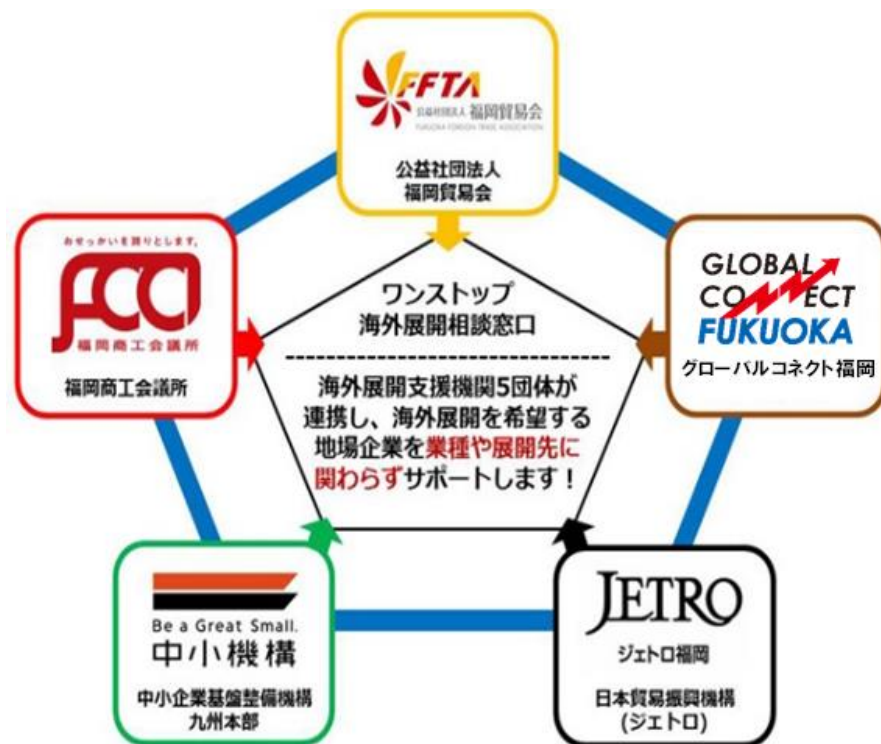 FFTA
公益社団法人 福岡貿易会
FUKUOKA FOREIGN TRADE ASSOCIATION
公益社団法人
福岡貿易会
おせっかいを誇りとします。
fcci
福岡商工会議所
福岡商工会議所
ワンストップ
海外展開相談窓口
海外展開支援機関5団体が
連携し、海外展開を希望する
地場企業を業種や展開先に
関わらずサポートします！
GLOBAL
CONNECT
FUKUOKA
グローバルコネクト福岡
Be a Great Small.
中小機構
中小企業基盤整備機構
九州本部
JETRO
ジェトロ福岡
日本貿易振興機構
(ジェトロ)